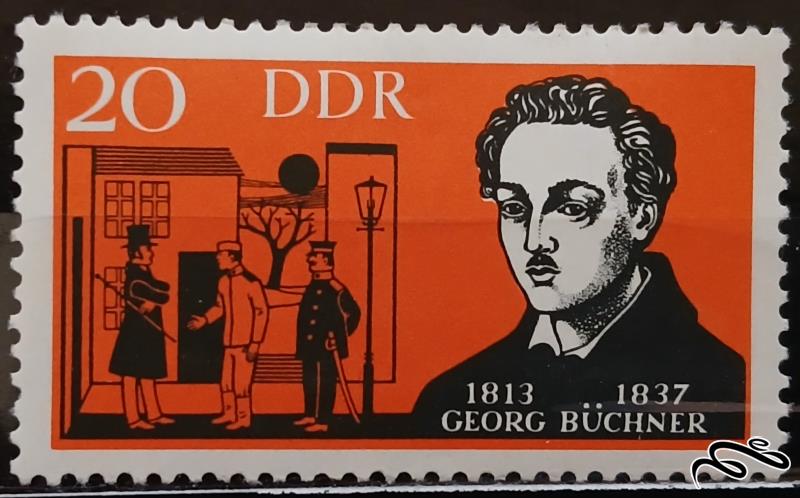 20 DDR
1813 1837
GEORG BÜCHNER